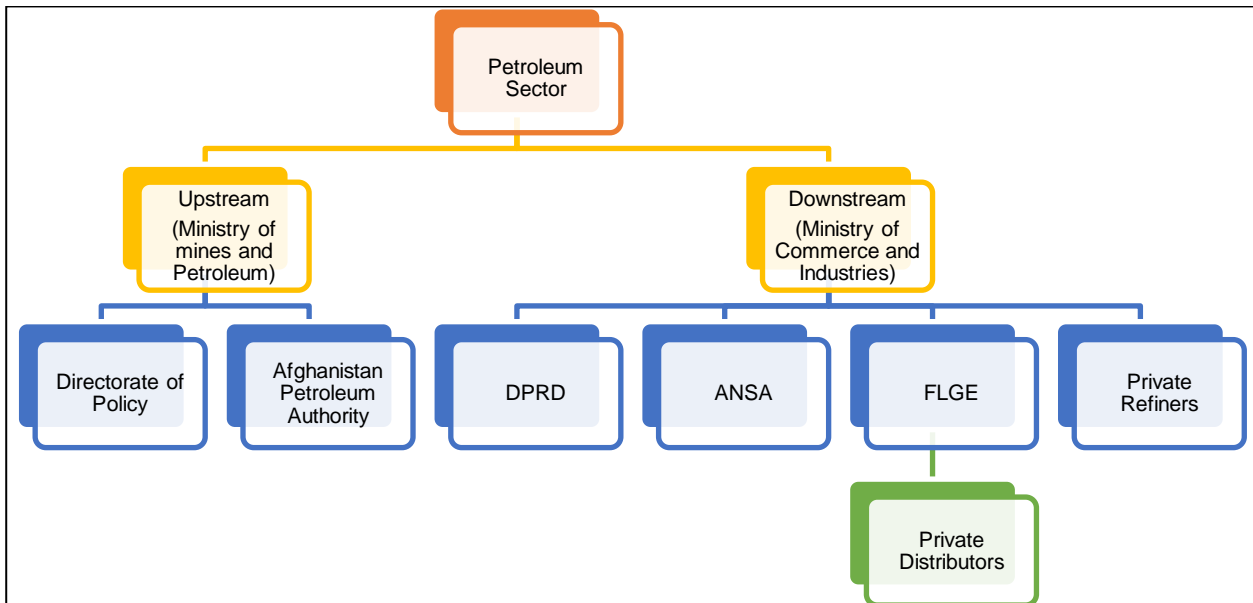 Petroleum
Sector
Upstream
(Ministry of
mines and
Petroleum)
Downstream
(Ministry of
Commerce and
Industries)
Directorate of
Policy
Afghanistan
Petroleum
Authority
DPRD
ANSA
FLGE
Private
Refiners
Private
Distributors